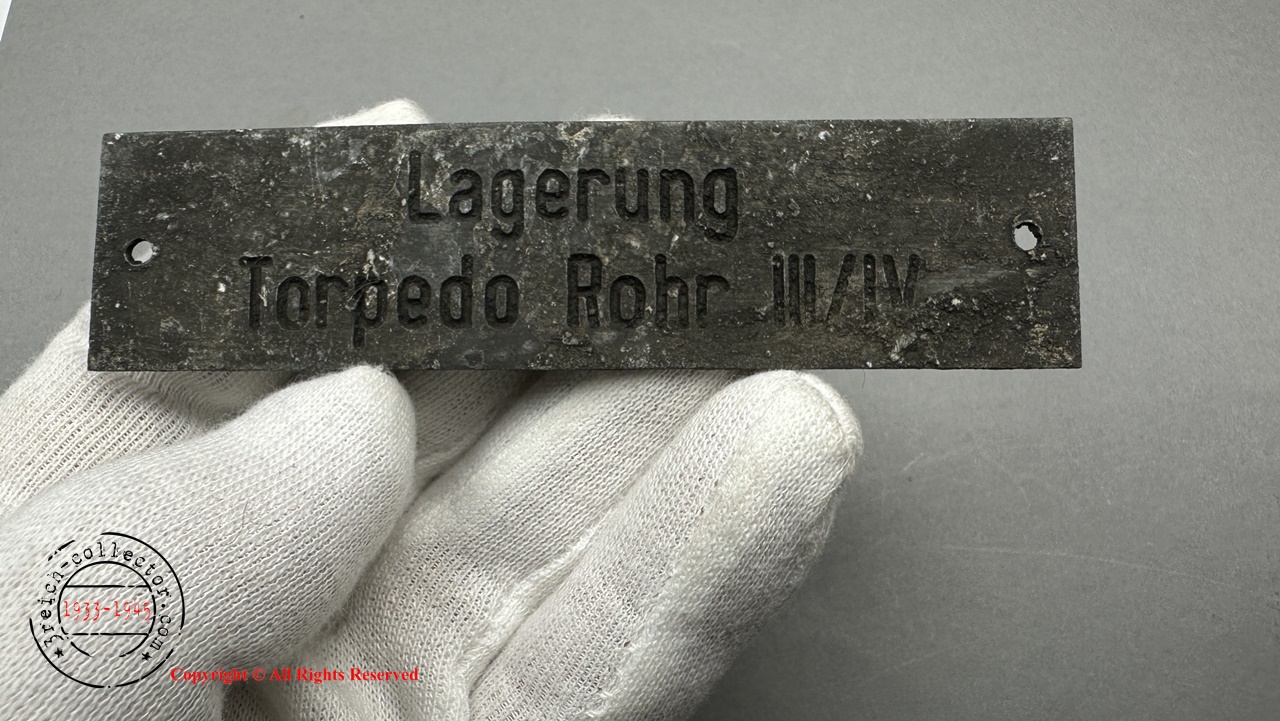 Lagerung
Torpedo Rohr III/IV
3reich-collector.com
1933-1945
Copyright © All Rights Reserved